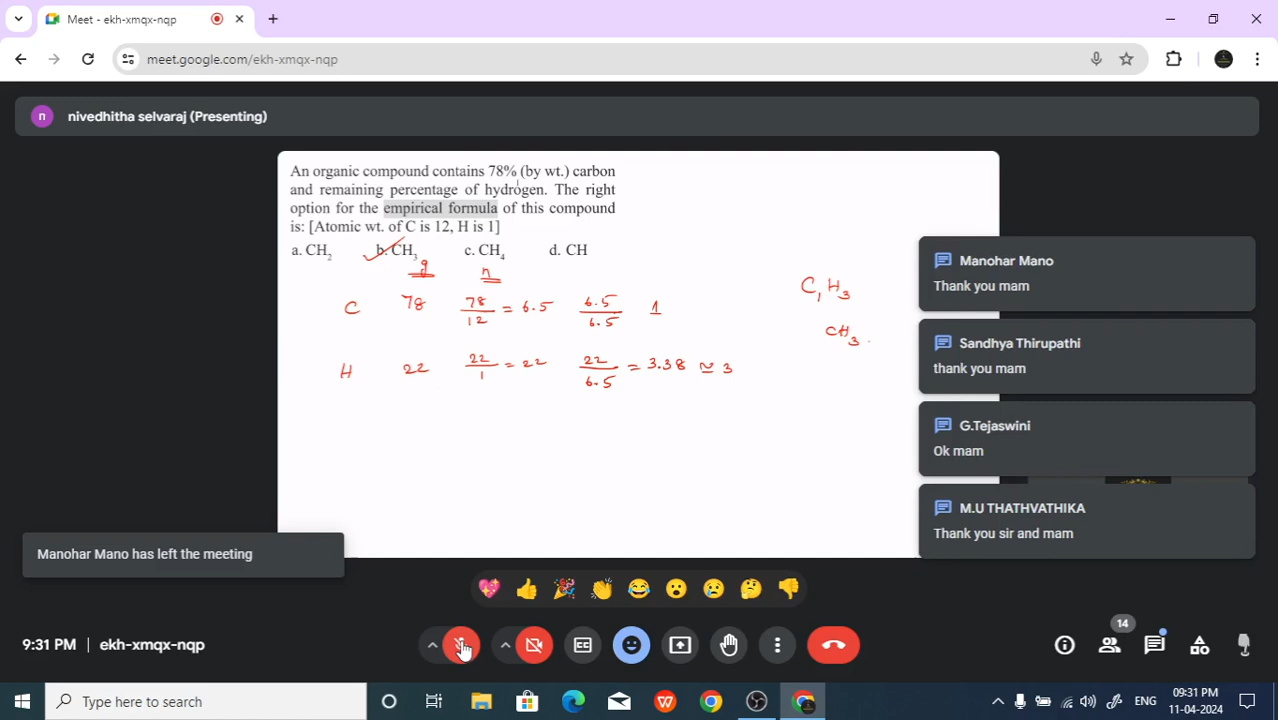 Meet - ekh-xmqx-nqp
meet.google.com/ekh-xmqx-nqp
n nivedhitha selvaraj (Presenting)
An organic compound contains 78% (by wt.) carbon
and remaining percentage of hydrogen. The right
option for the empirical formula of this compound
is: [Atomic wt. of C is 12, H is 1]
a. CH₂ b. CH₃ c. CH₄ d. CH
g n
C 78 78/12 = 6.5 6.5/6.5 1
H 22 22/1 = 22 22/6.5 = 3.38 ≈ 3
C₁H₃
CH₃.
Manohar Mano
Thank you mam
Sandhya Thirupathi
thank you mam
G.Tejaswini
Ok mam
M.U THATHVATHIKA
Thank you sir and mam
Manohar Mano has left the meeting
9:31 PM | ekh-xmqx-nqp
14
Type here to search
ENG
09:31 PM
11-04-2024